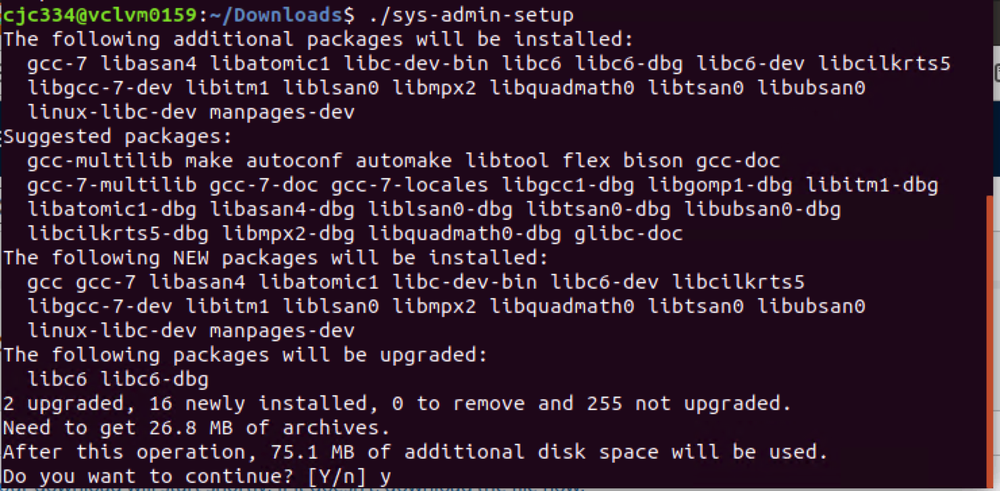 cjc334@vclvm0159:~/Downloads$ ./sys-admin-setup
The following additional packages will be installed:
  gcc-7 libasan4 libatomic1 libc-dev-bin libc6 libc6-dbg libc6-dev libcilkrts5
  libgcc-7-dev libitm1 liblsan0 libmpx2 libquadmath0 libtsan0 libubsan0
  linux-libc-dev manpages-dev
Suggested packages:
  gcc-multilib make autoconf automake libtool flex bison gcc-doc
  gcc-7-multilib gcc-7-doc gcc-7-locales libgcc1-dbg libgomp1-dbg libitm1-dbg
  libatomic1-dbg libasan4-dbg liblsan0-dbg libtsan0-dbg libubsan0-dbg
  libcilkrts5-dbg libmpx2-dbg libquadmath0-dbg glibc-doc
The following NEW packages will be installed:
  gcc gcc-7 libasan4 libatomic1 libc-dev-bin libc6-dev libcilkrts5
  libgcc-7-dev libitm1 liblsan0 libmpx2 libquadmath0 libtsan0 libubsan0
  linux-libc-dev manpages-dev
The following packages will be upgraded:
  libc6 libc6-dbg
2 upgraded, 16 newly installed, 0 to remove and 255 not upgraded.
Need to get 26.8 MB of archives.
After this operation, 75.1 MB of additional disk space will be used.
Do you want to continue? [Y/n] y